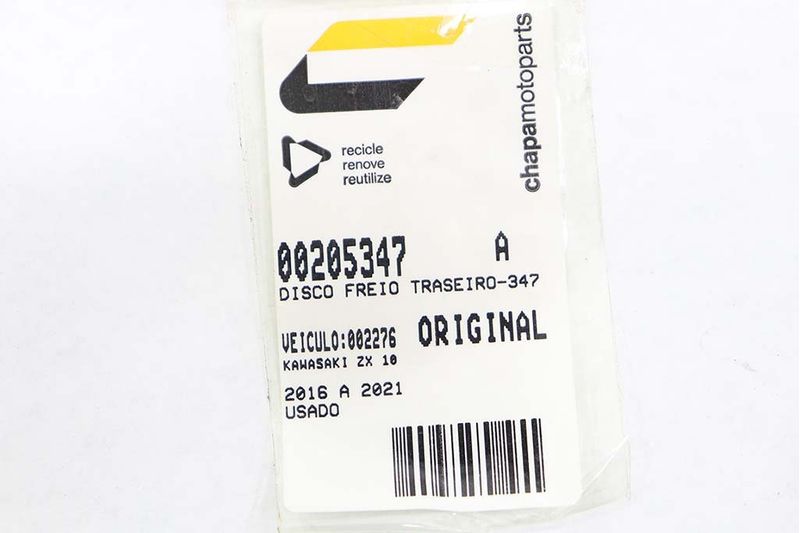 chapamotoparts
recicle
renove
reutilize
00205347 A
DISCO FREIO TRASEIRO-347
VEICULO:002276 ORIGINAL
KAWASAKI ZX 10
2016 A 2021
USADO